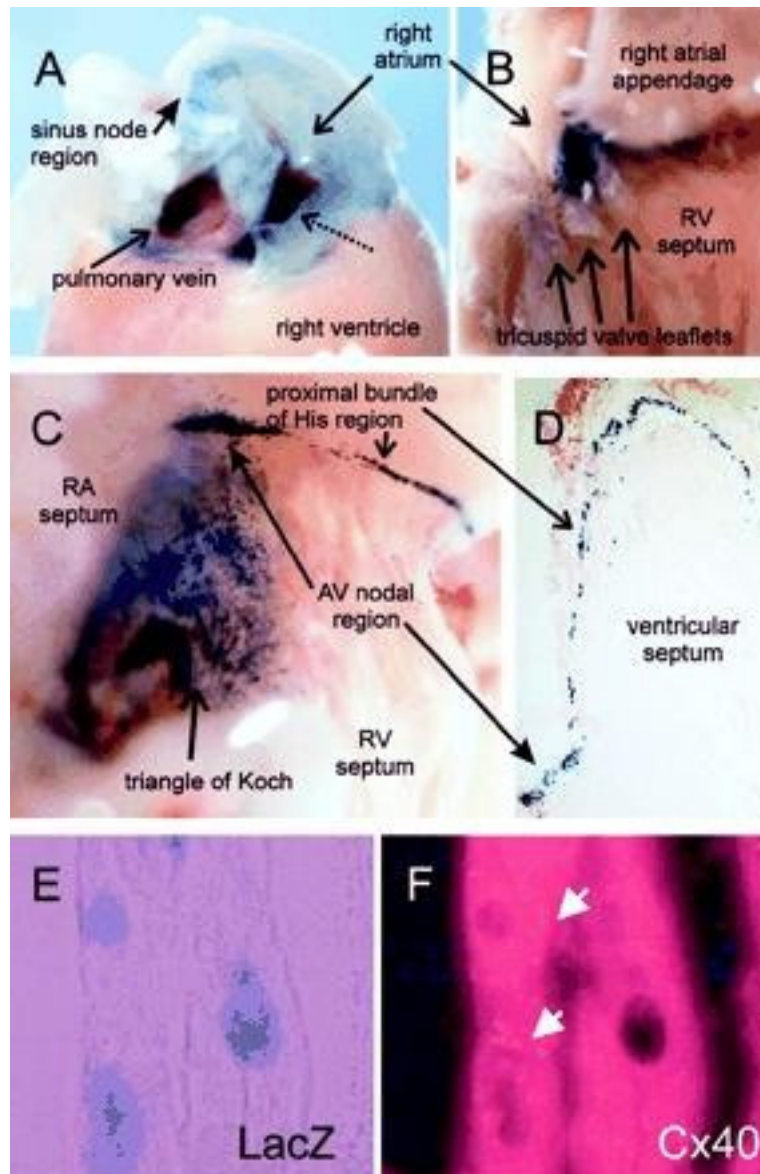 A
right
atrium
sinus node
region
pulmonary vein
right ventricle
B
right atrial
appendage
RV
septum
tricuspid valve leaflets
C
proximal bundle
of His region
RA
septum
AV nodal
region
triangle of Koch
RV
septum
D
ventricular
septum
E
LacZ
F
Cx40